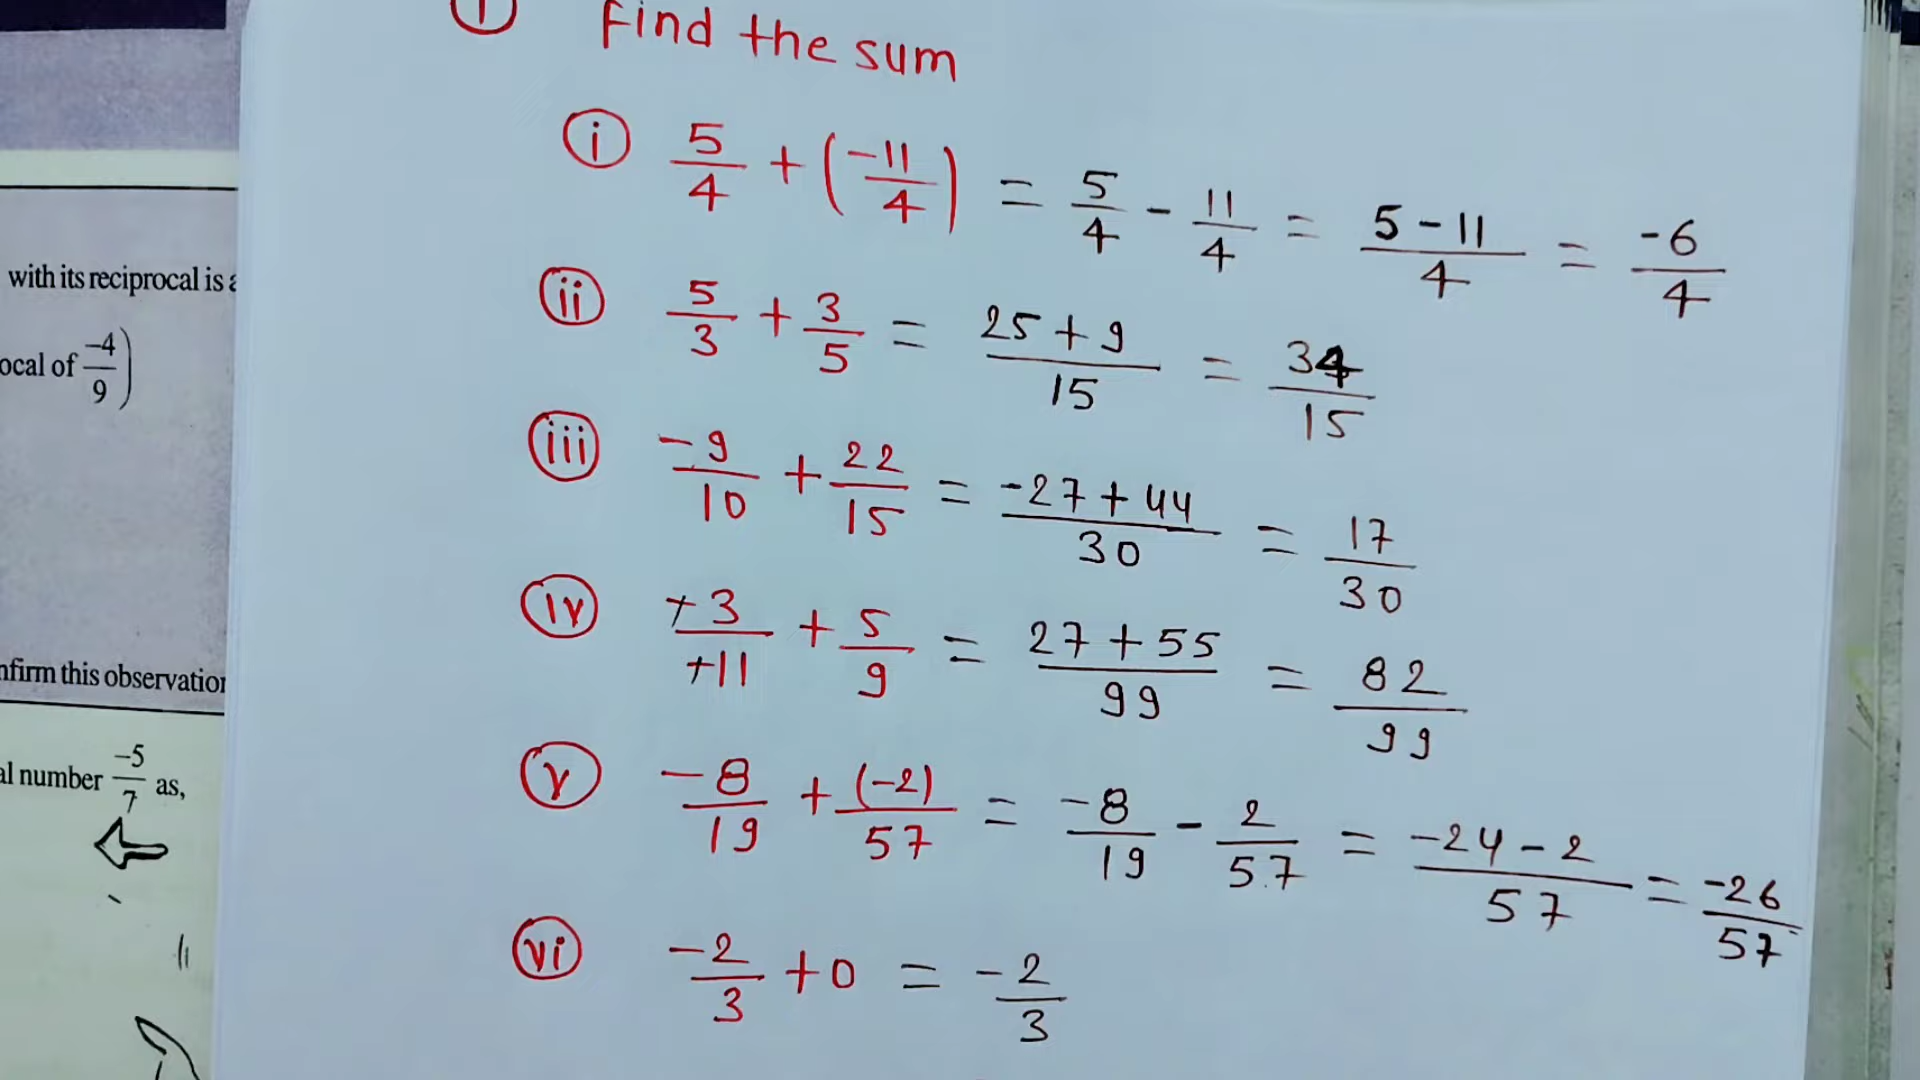 ① Find the sum
ⓘ 5/4 + (-11/4) = 5/4 - 11/4 = 5-11/4 = -6/4
ii 5/3 + 3/5 = 25+9/15 = 34/15
iii -9/10 + 22/15 = -27+44/30 = 17/30
iv +3/+11 + 5/9 = 27+55/99 = 82/99
v -8/19 + (-2)/57 = -8/19 - 2/57 = -24-2/57 = -26/57
vi -2/3 + 0 = -2/3
with its reciprocal is
ocal of -4/9)
nfirm this observation
al number -5/7 as,